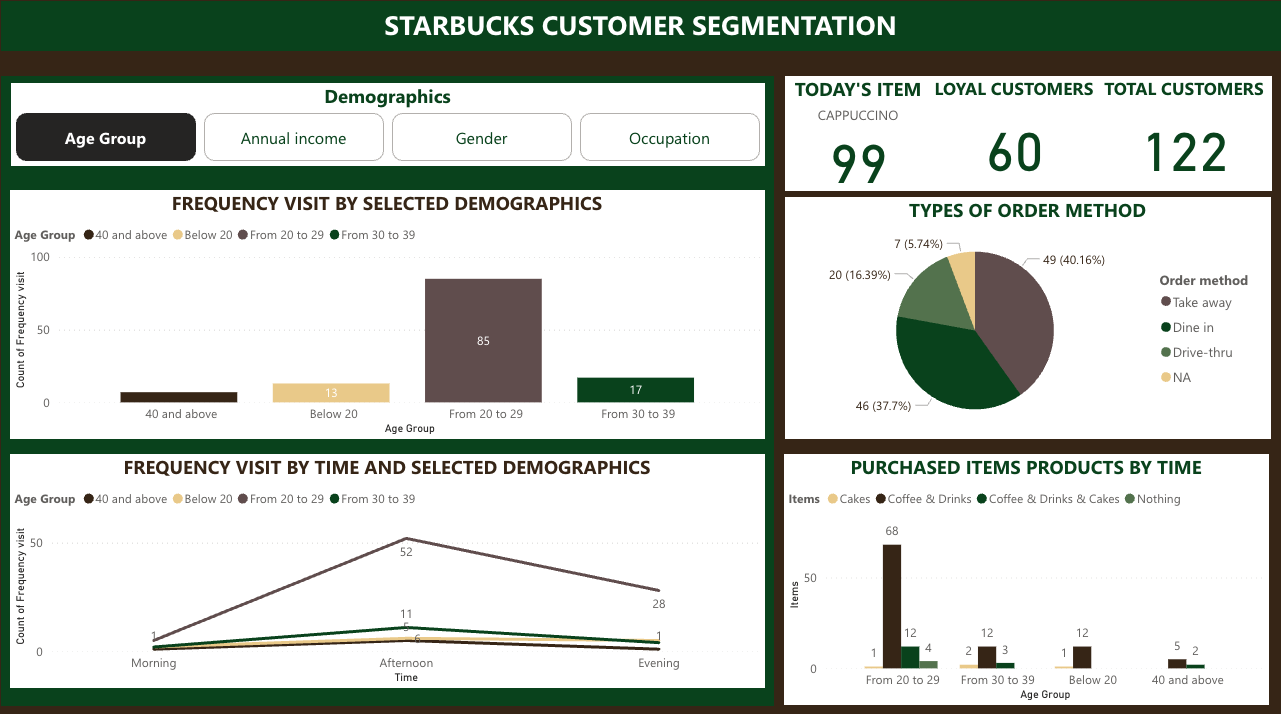 STARBUCKS CUSTOMER SEGMENTATION
Demographics
Age Group
Annual income
Gender
Occupation
TODAY'S ITEM
CAPPUCCINO
99
LOYAL CUSTOMERS
60
TOTAL CUSTOMERS
122
FREQUENCY VISIT BY SELECTED DEMOGRAPHICS
Age Group 40 and above Below 20 From 20 to 29 From 30 to 39
Count of Frequency visit
100
50
0
13
85
17
40 and above Below 20 From 20 to 29 From 30 to 39
Age Group
TYPES OF ORDER METHOD
7 (5.74%)
49 (40.16%)
20 (16.39%)
46 (37.7%)
Order method
Take away
Dine in
Drive-thru
NA
FREQUENCY VISIT BY TIME AND SELECTED DEMOGRAPHICS
Age Group 40 and above Below 20 From 20 to 29 From 30 to 39
Count of Frequency visit
50
0
1
52
11
5
6
28
1
Morning Afternoon Evening
Time
PURCHASED ITEMS PRODUCTS BY TIME
Items Cakes Coffee & Drinks Coffee & Drinks & Cakes Nothing
Items
50
0
1
68
12
4
2
12
3
1
12
5
2
From 20 to 29 From 30 to 39 Below 20 40 and above
Age Group